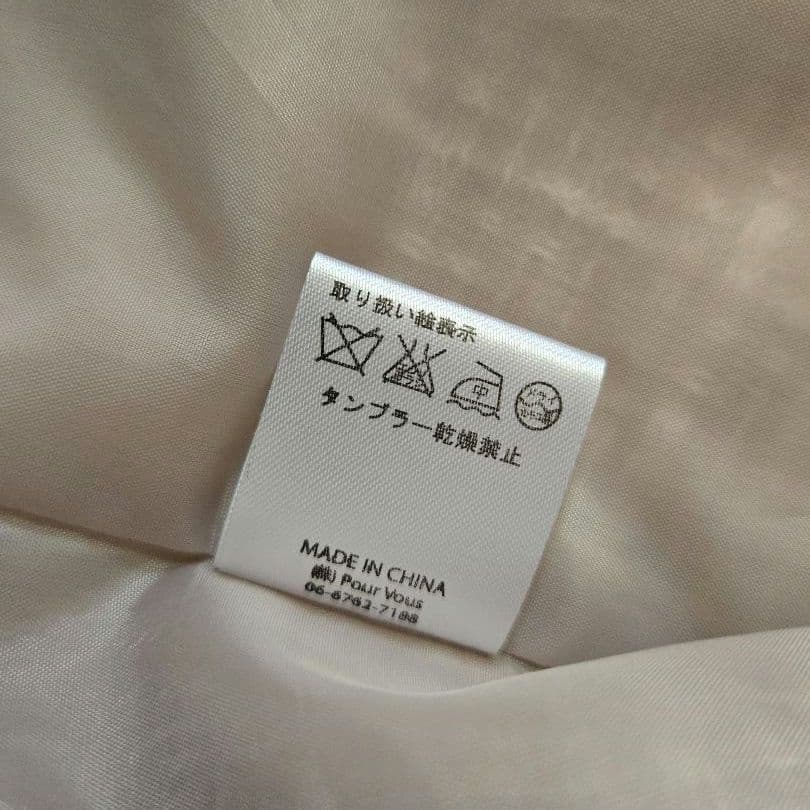 取り扱い絵表示
中
タンブラー乾燥禁止
MADE IN CHINA
(株) Pour Vous
06-6762-7188